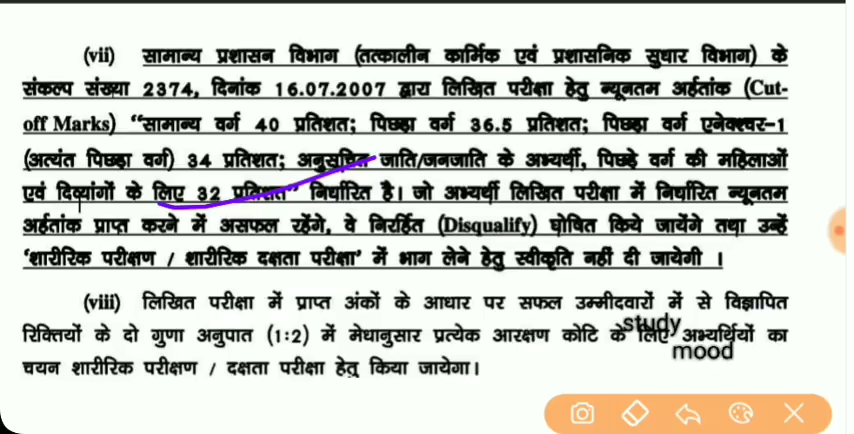 (vii) सामान्य प्रशासन विभाग (तत्कालीन कार्मिक एवं प्रशासनिक सुधार विभाग) के
संकल्प संख्या 2374, दिनांक 16.07.2007 द्वारा लिखित परीक्षा हेतु न्यूनतम अर्हतांक (Cut-
off Marks) “सामान्य वर्ग 40 प्रतिशत; पिछड़ा वर्ग 36.5 प्रतिशत; पिछड़ा वर्ग एनेक्श्चर-1
(अत्यंत पिछड़ा वर्ग) 34 प्रतिशत; अनुसूचित जाति/जनजाति के अभ्यर्थी, पिछड़े वर्ग की महिलाओं
एवं दिव्यांगों के लिए 32 प्रतिशत” निर्धारित है। जो अभ्यर्थी लिखित परीक्षा में निर्धारित न्यूनतम
अर्हतांक प्राप्त करने में असफल रहेंगे, वे निरर्हित (Disqualify) घोषित किये जायेंगे तथा उन्हें
‘शारीरिक परीक्षण / शारीरिक दक्षता परीक्षा’ में भाग लेने हेतु स्वीकृति नहीं दी जायेगी ।
(viii) लिखित परीक्षा में प्राप्त अंकों के आधार पर सफल उम्मीदवारों में से विज्ञापित
रिक्तियों के दो गुणा अनुपात (1:2) में मेधानुसार प्रत्येक आरक्षण कोटि के लिए अभ्यर्थियों का
चयन शारीरिक परीक्षण / दक्षता परीक्षा हेतु किया जायेगा।
study
mood